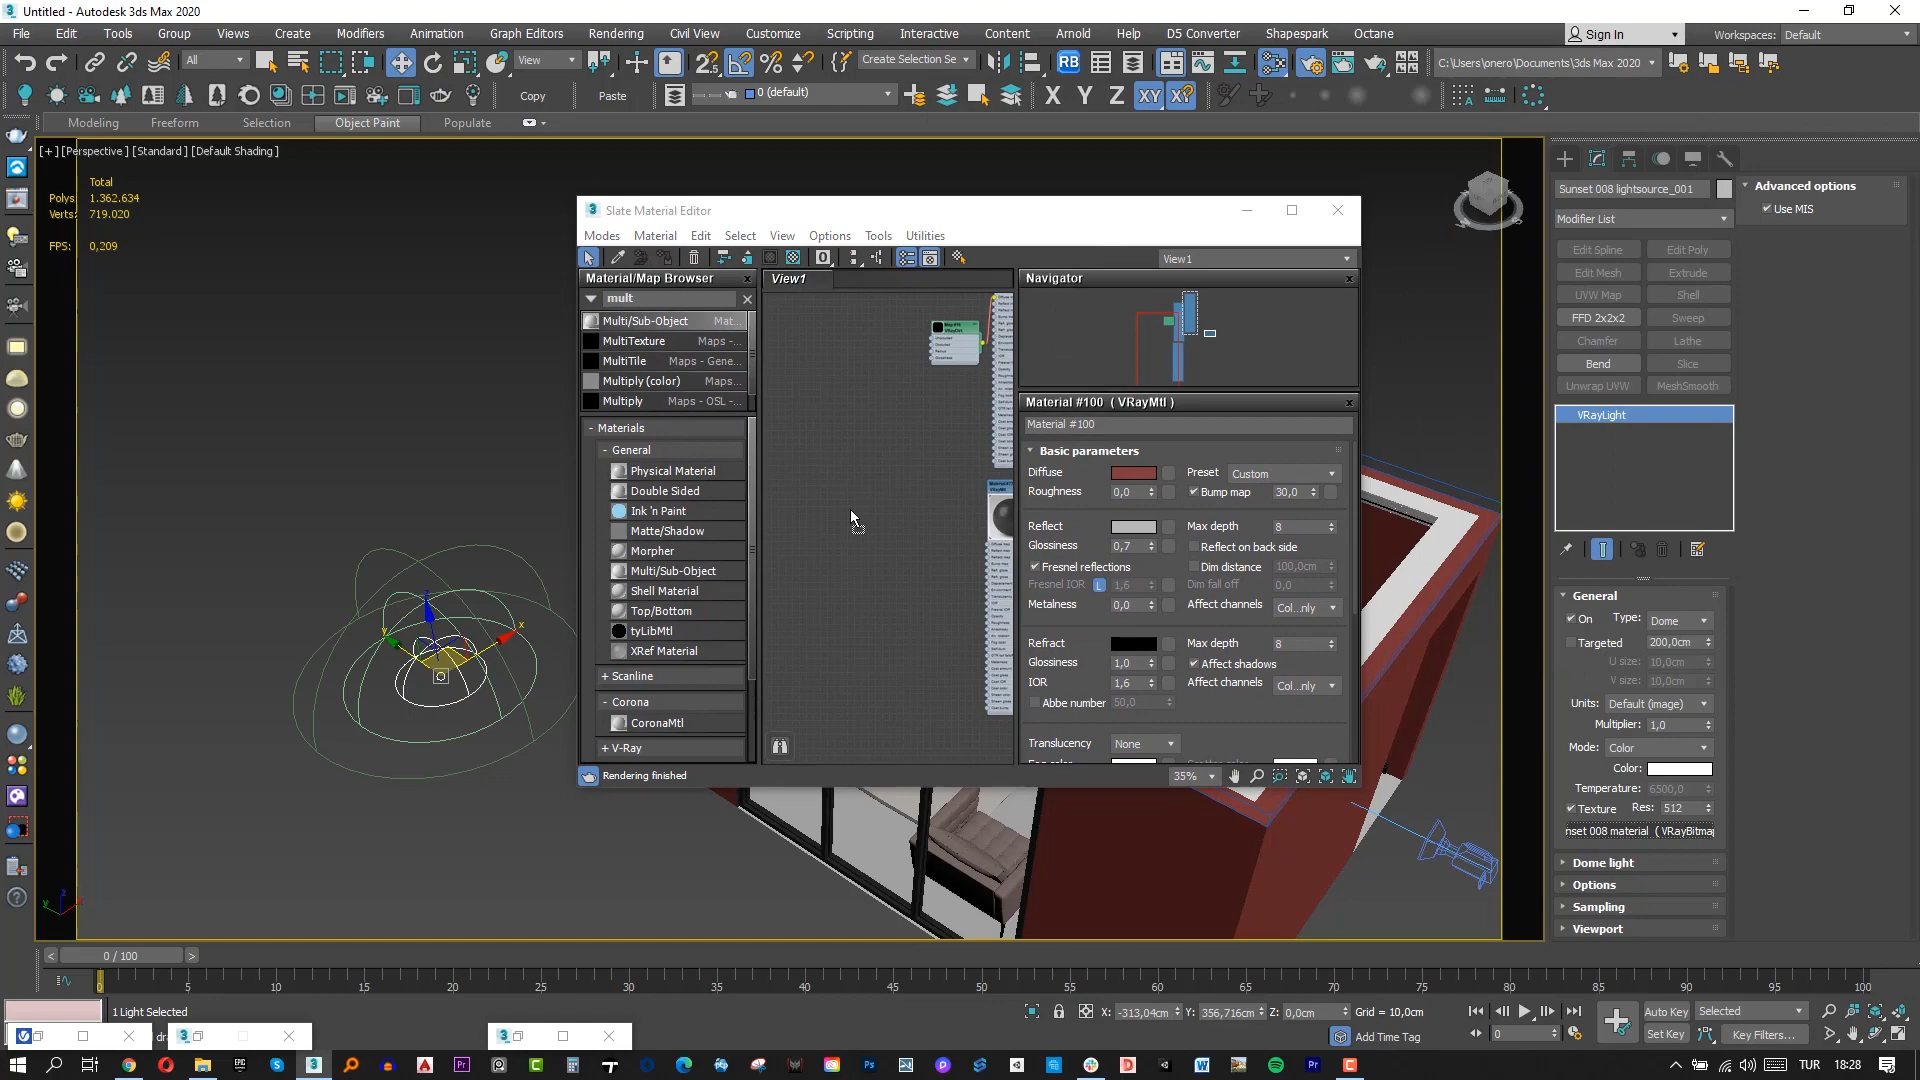 Untitled - Autodesk 3ds Max 2020
File Edit Tools Group Views Create Modifiers Animation Graph Editors Rendering Civil View Customize Scripting Interactive Content Arnold Help D5 Converter Shapespark Octane
Sign In
Workspaces: Default
All
View
Create Selection Se
C:\Users\onero\Documents\3ds Max 2020
Copy
Paste
0 (default)
X Y Z XY XY
Modeling Freeform Selection Object Paint Populate
[+] [Perspective] [Standard] [Default Shading]
Total
Polys: 1.362.634
Verts: 719.020
FPS: 0,209
Slate Material Editor
Modes Material Edit Select View Options Tools Utilities
View1
Material/Map Browser
mult
Multi/Sub-Object Mat...
MultiTexture Maps -...
MultiTile Maps - Gene...
Multiply (color) Maps...
Multiply Maps - OSL -...
- Materials
- General
Physical Material
Double Sided
Ink 'n Paint
Matte/Shadow
Morpher
Multi/Sub-Object
Shell Material
Top/Bottom
tyLibMtl
XRef Material
+ Scanline
- Corona
CoronaMtl
+ V-Ray
View1
Navigator
Material #100 ( VRayMtl )
Material #100
Basic parameters
Diffuse
Preset Custom
Roughness 0,0
Bump map 30,0
Reflect
Max depth 8
Glossiness 0,7
Reflect on back side
Fresnel reflections
Dim distance 100,0cm
Fresnel IOR L 1,6
Dim fall off 0,0
Metalness 0,0
Affect channels Col...nly
Refract
Max depth 8
Glossiness 1,0
Affect shadows
IOR 1,6
Affect channels Col...nly
Abbe number 50,0
Translucency None
Rendering finished
35%
Sunset 008 lightsource_001
Modifier List
Edit Spline Edit Poly
Edit Mesh Extrude
UVW Map Shell
FFD 2x2x2 Sweep
Chamfer Lathe
Bend Slice
Unwrap UVW MeshSmooth
VRayLight
Advanced options
Use MIS
General
On Type: Dome
Targeted 200,0cm
U size: 10,0cm
V size: 10,0cm
Units: Default (image)
Multiplier: 1,0
Mode: Color
Color:
Temperature: 6500,0
Texture Res: 512
nset 008 material ( VRayBitmap
Dome light
Options
Sampling
Viewport
0 / 100
0 5 10 15 20 25 30 35 40 45 50 55 60 65 70 75 80 85 90 95 100
1 Light Selected
X: -313,04cm Y: 356,716cm Z: 0,0cm Grid = 10,0cm
Add Time Tag
0
Auto Key Selected
Set Key Key Filters...
TUR 18:28